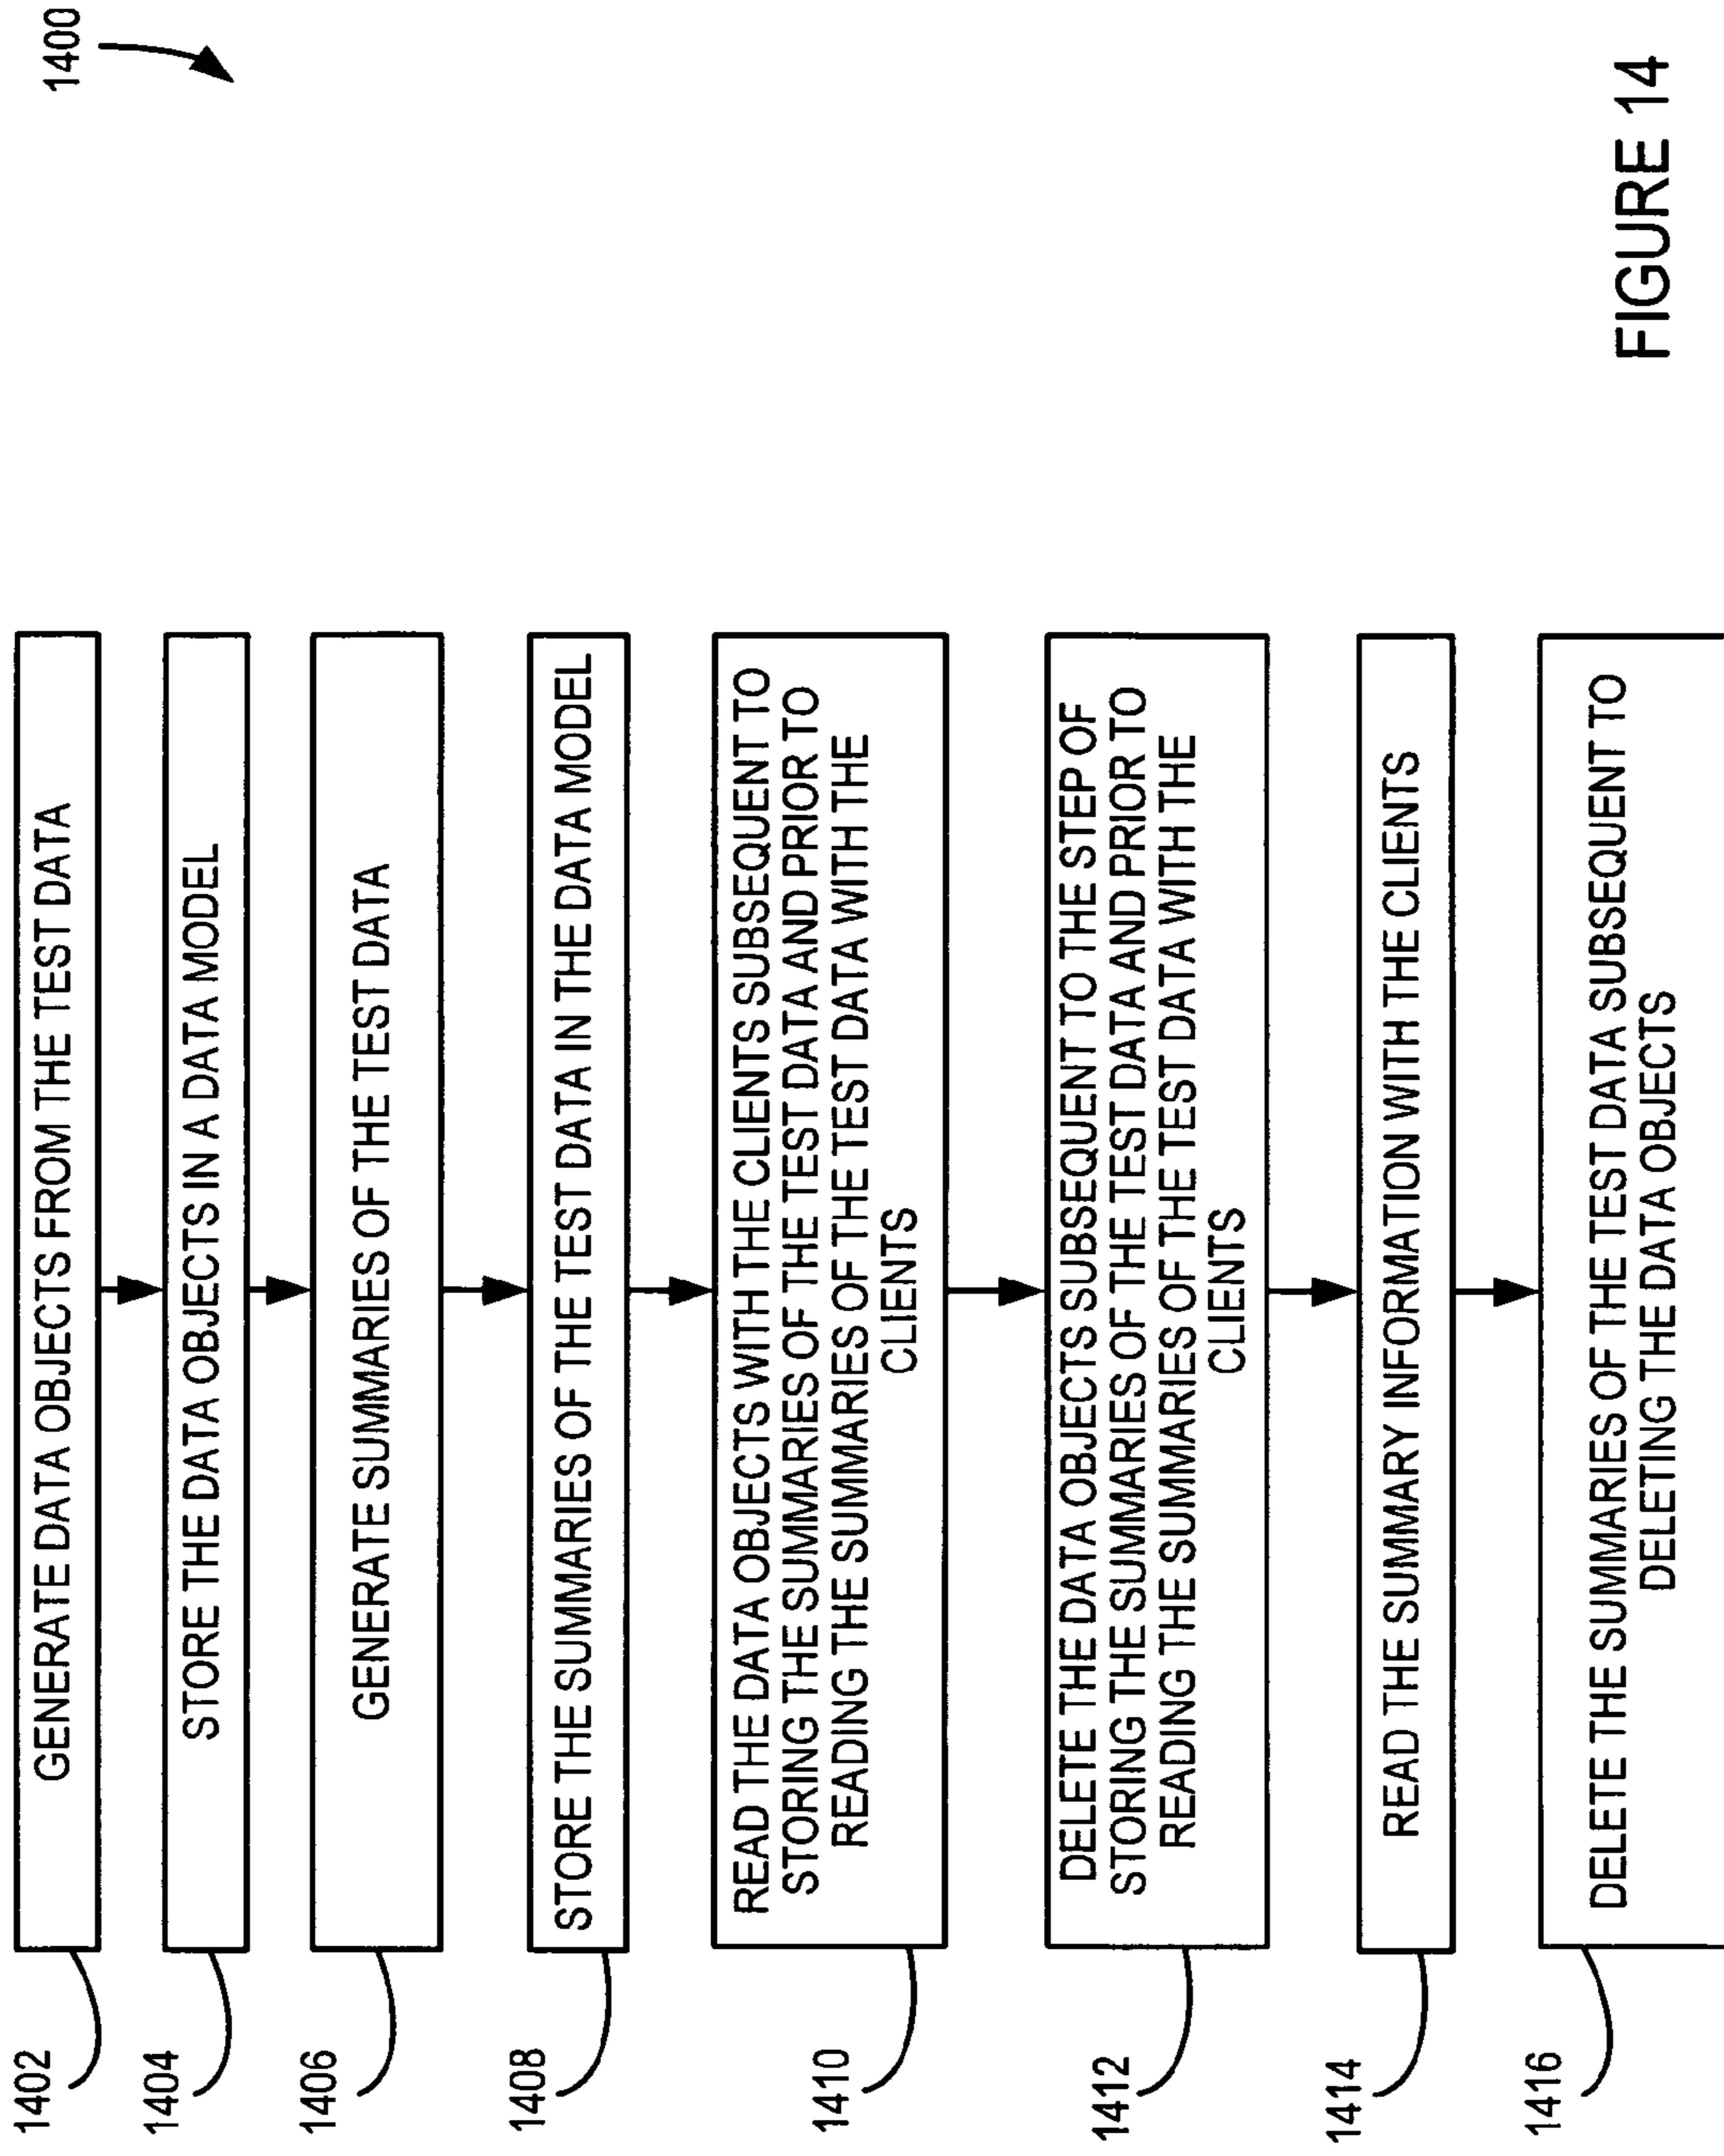 1400
1402
GENERATE DATA OBJECTS FROM THE TEST DATA
1404
STORE THE DATA OBJECTS IN A DATA MODEL
1406
GENERATE SUMMARIES OF THE TEST DATA
1408
STORE THE SUMMARIES OF THE TEST DATA IN THE DATA MODEL
1410
READ THE DATA OBJECTS WITH THE CLIENTS SUBSEQUENT TO
STORING THE SUMMARIES OF THE TEST DATA AND PRIOR TO
READING THE SUMMARIES OF THE TEST DATA WITH THE
CLIENTS
1412
DELETE THE DATA OBJECTS SUBSEQUENT TO THE STEP OF
STORING THE SUMMARIES OF THE TEST DATA AND PRIOR TO
READING THE SUMMARIES OF THE TEST DATA WITH THE
CLIENTS
1414
READ THE SUMMARY INFORMATION WITH THE CLIENTS
1416
DELETE THE SUMMARIES OF THE TEST DATA SUBSEQUENT TO
DELETING THE DATA OBJECTS
FIGURE 14